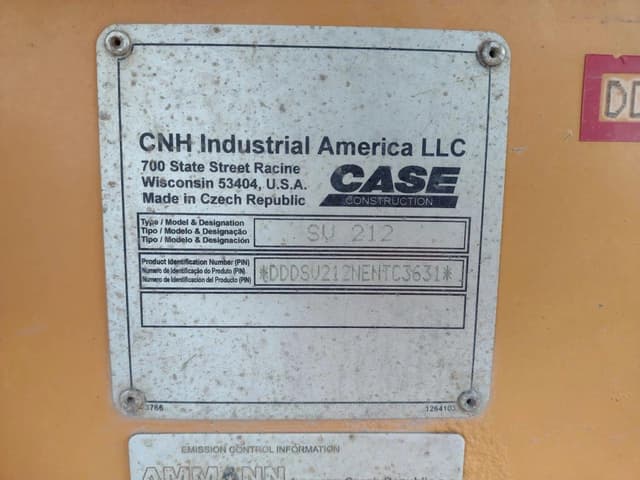 DD
CNH Industrial America LLC
700 State Street Racine
Wisconsin 53404, U.S.A.
Made in Czech Republic
CASE
CONSTRUCTION
Type / Model & Designation
Tipo / Modelo & Designação
Tipo / Modelo & Designación
SV 212
Product Identification Number (PIN)
Número de Identificação do Produto (PIN)
Número de Identificación del Producto (PIN)
*DDDSV212NENTC3631*
3766
1264103
EMISSION CONTROL INFORMATION
AMMANN